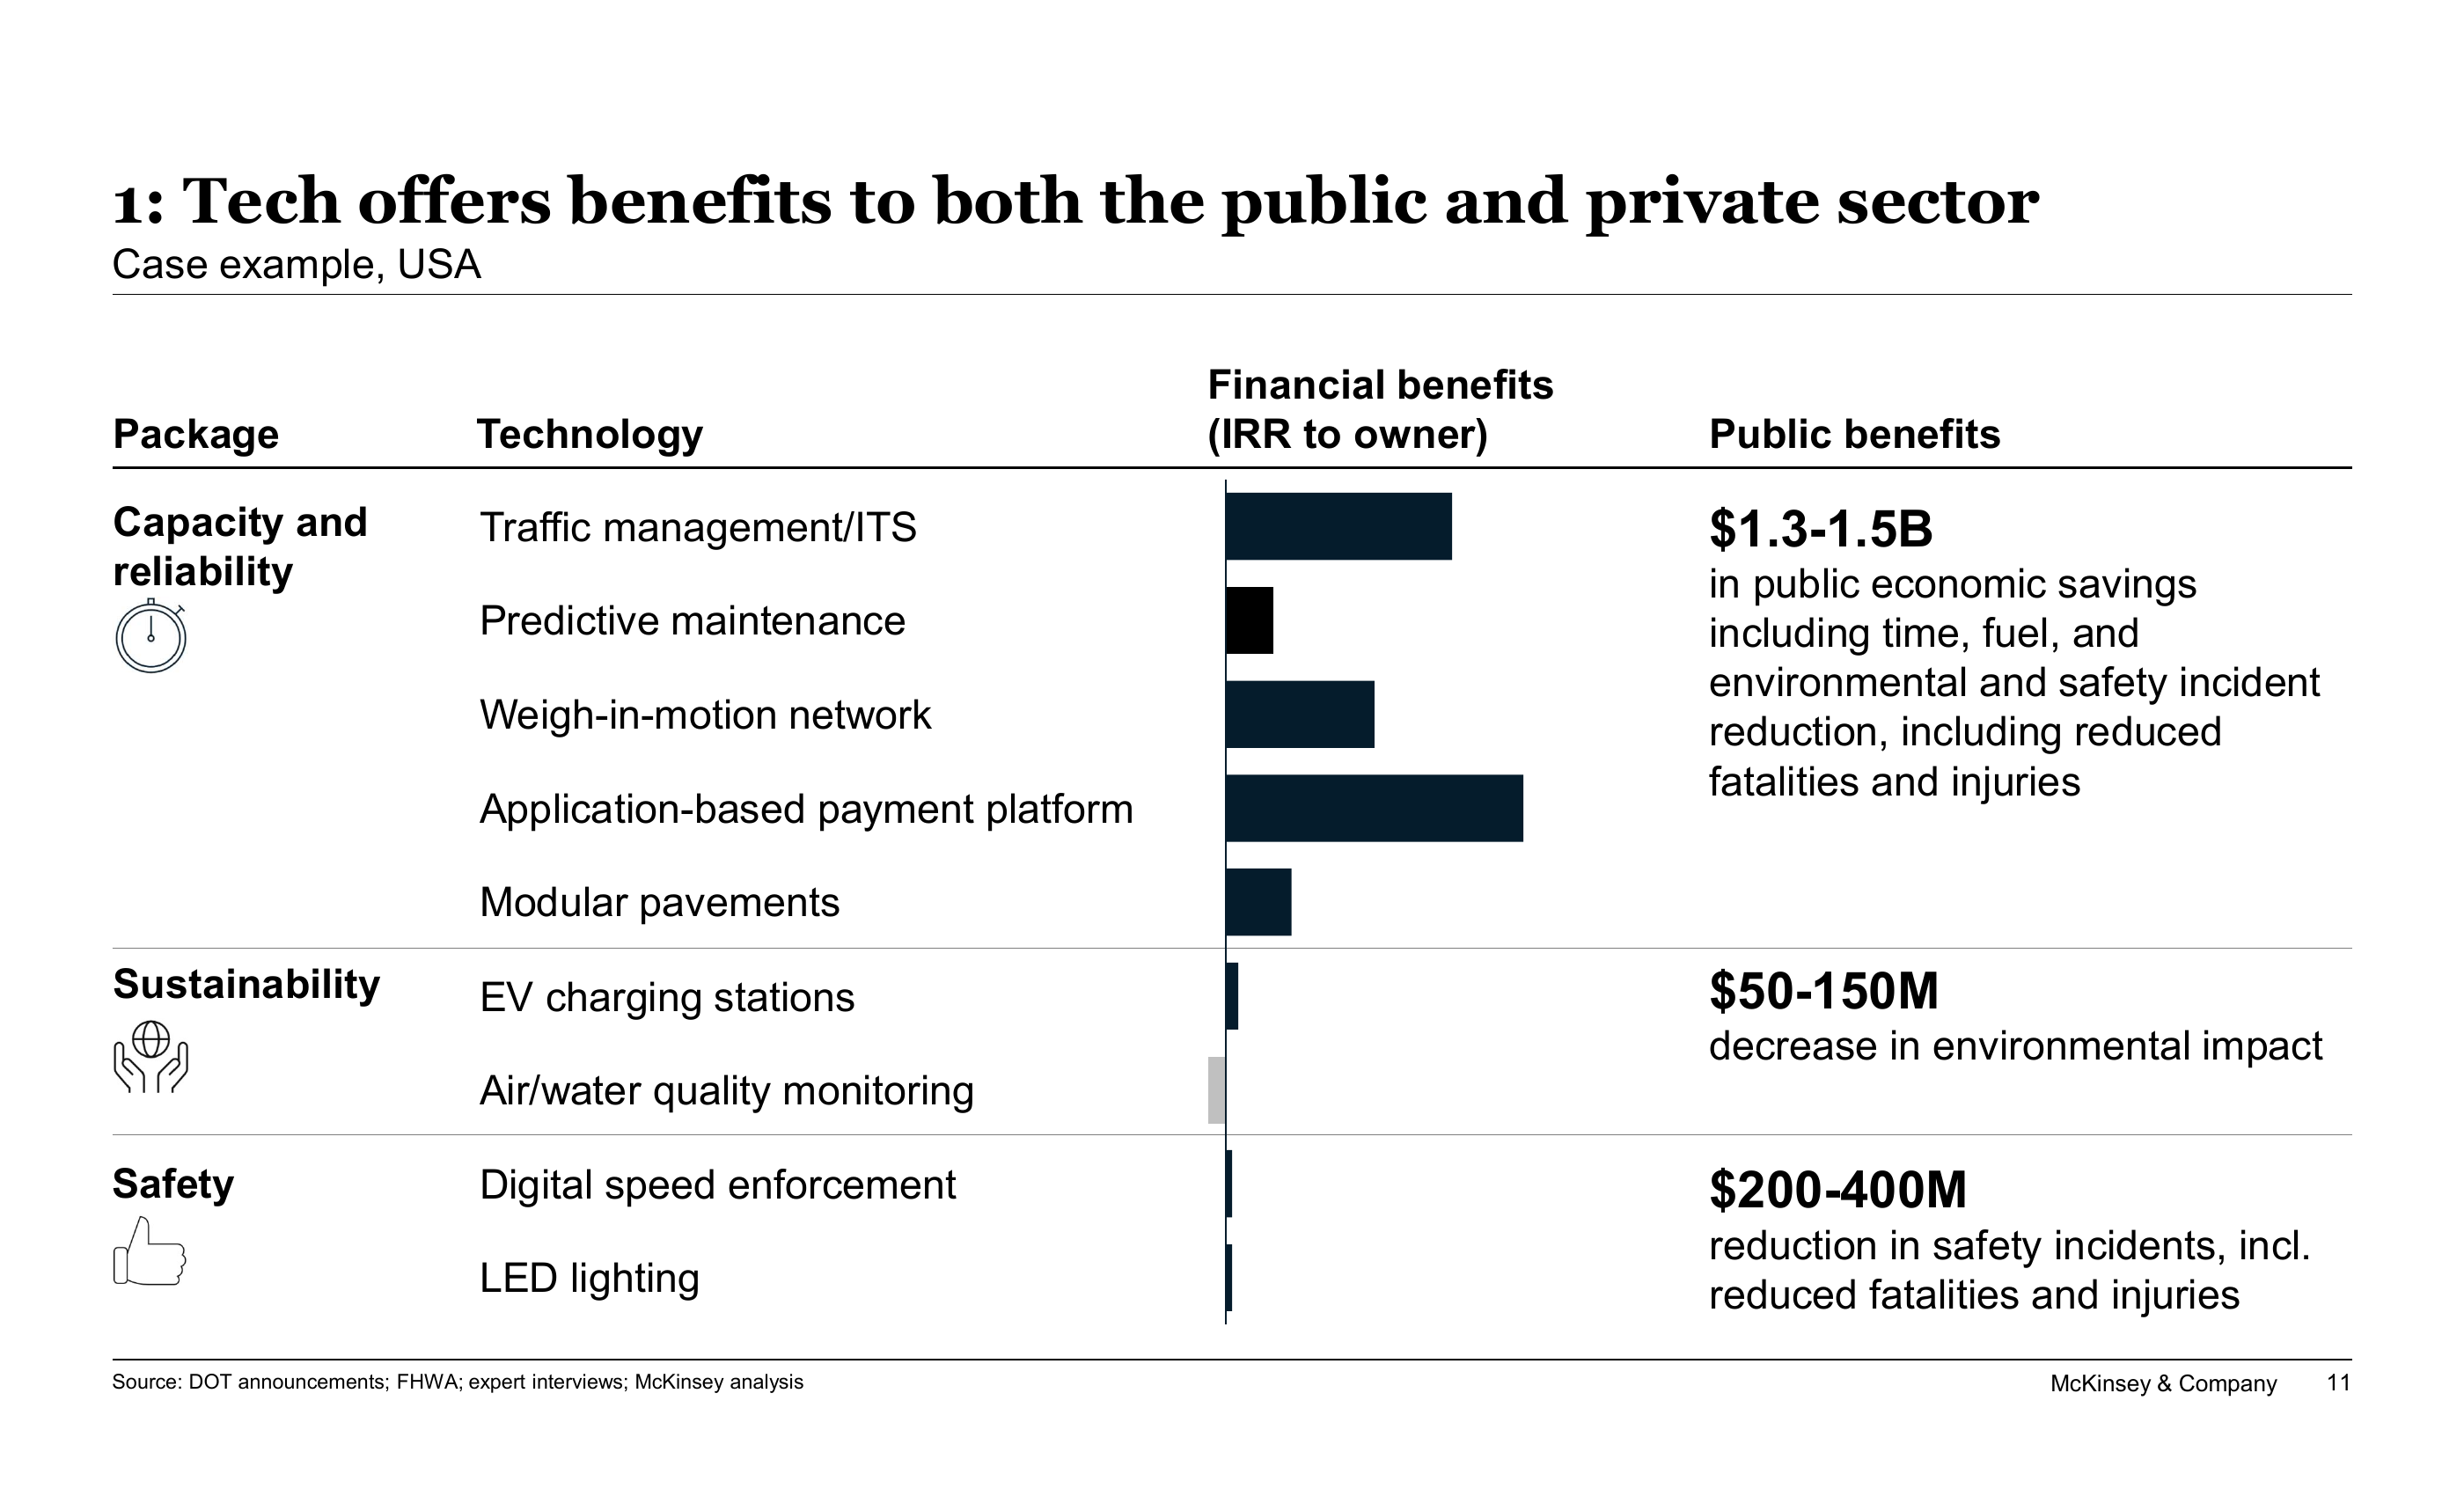 1: Tech offers benefits to both the public and private sector
Case example, USA
Package
Technology
Financial benefits
(IRR to owner)
Public benefits
Capacity and
reliability
Traffic management/ITS
Predictive maintenance
Weigh-in-motion network
Application-based payment platform
Modular pavements
$1.3-1.5B
in public economic savings
including time, fuel, and
environmental and safety incident
reduction, including reduced
fatalities and injuries
Sustainability
EV charging stations
Air/water quality monitoring
$50-150M
decrease in environmental impact
Safety
Digital speed enforcement
LED lighting
$200-400M
reduction in safety incidents, incl.
reduced fatalities and injuries
Source: DOT announcements; FHWA; expert interviews; McKinsey analysis
McKinsey & Company 11